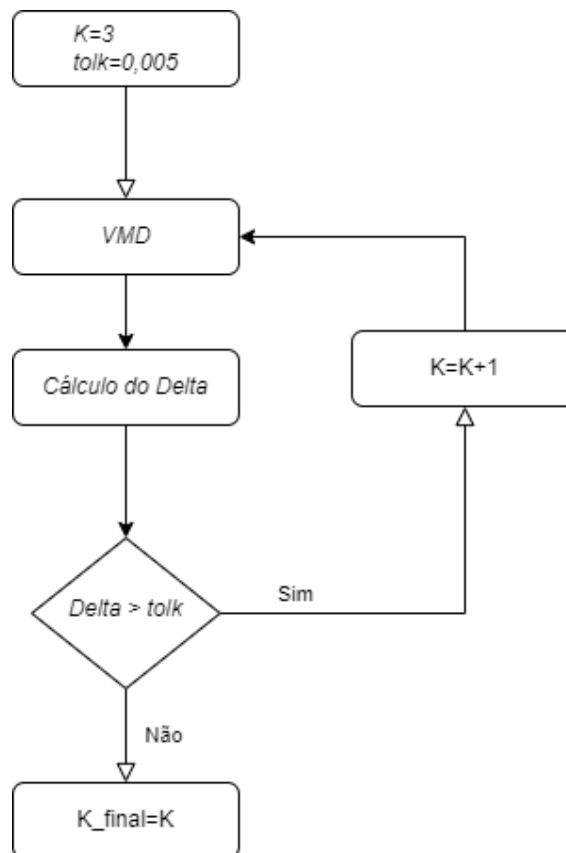 K=3
tolk=0,005
VMD
K=K+1
Cálculo do Delta
Delta > tolk
Sim
Não
K_final=K